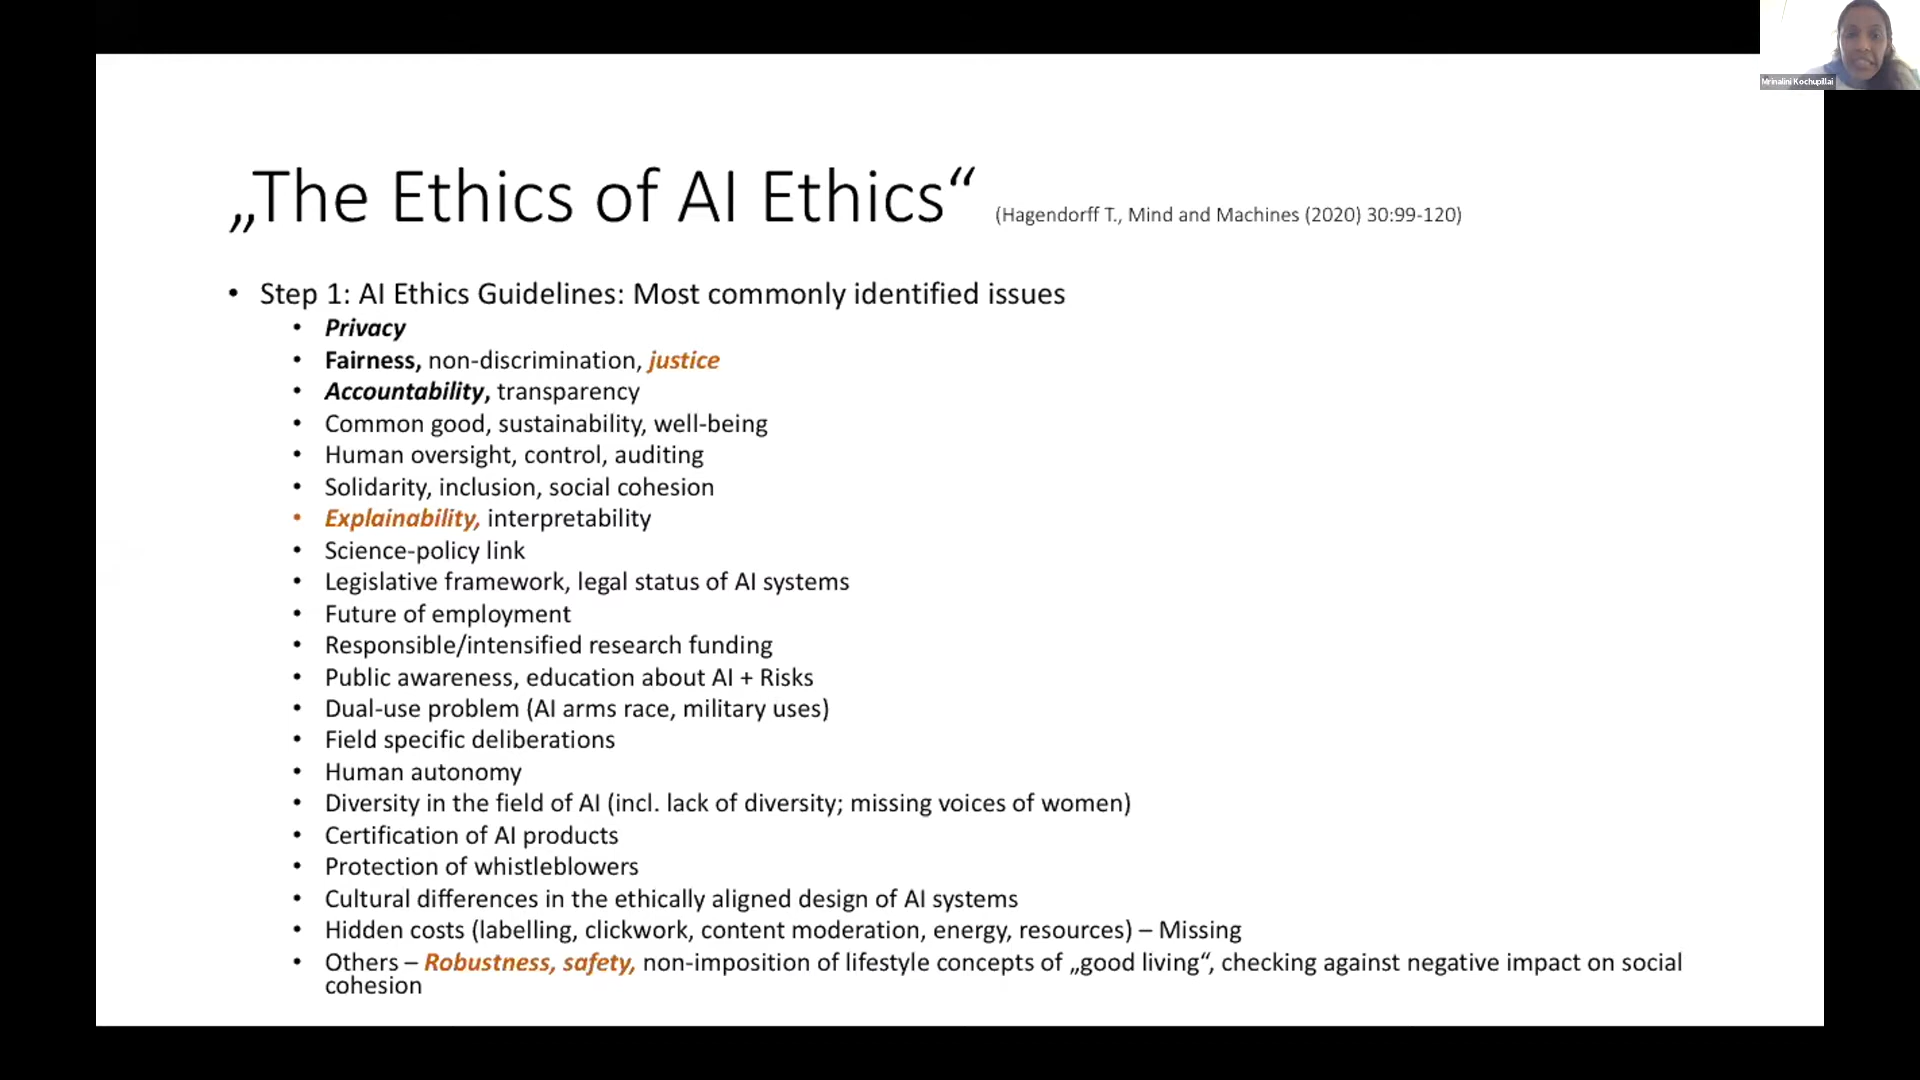 Mrinalini Kochupillai
„The Ethics of AI Ethics“ (Hagendorff T., Mind and Machines (2020) 30:99-120)
• Step 1: AI Ethics Guidelines: Most commonly identified issues
• Privacy
• Fairness, non-discrimination, justice
• Accountability, transparency
• Common good, sustainability, well-being
• Human oversight, control, auditing
• Solidarity, inclusion, social cohesion
• Explainability, interpretability
• Science-policy link
• Legislative framework, legal status of AI systems
• Future of employment
• Responsible/intensified research funding
• Public awareness, education about AI + Risks
• Dual-use problem (AI arms race, military uses)
• Field specific deliberations
• Human autonomy
• Diversity in the field of AI (incl. lack of diversity; missing voices of women)
• Certification of AI products
• Protection of whistleblowers
• Cultural differences in the ethically aligned design of AI systems
• Hidden costs (labelling, clickwork, content moderation, energy, resources) – Missing
• Others – Robustness, safety, non-imposition of lifestyle concepts of „good living“, checking against negative impact on social
cohesion